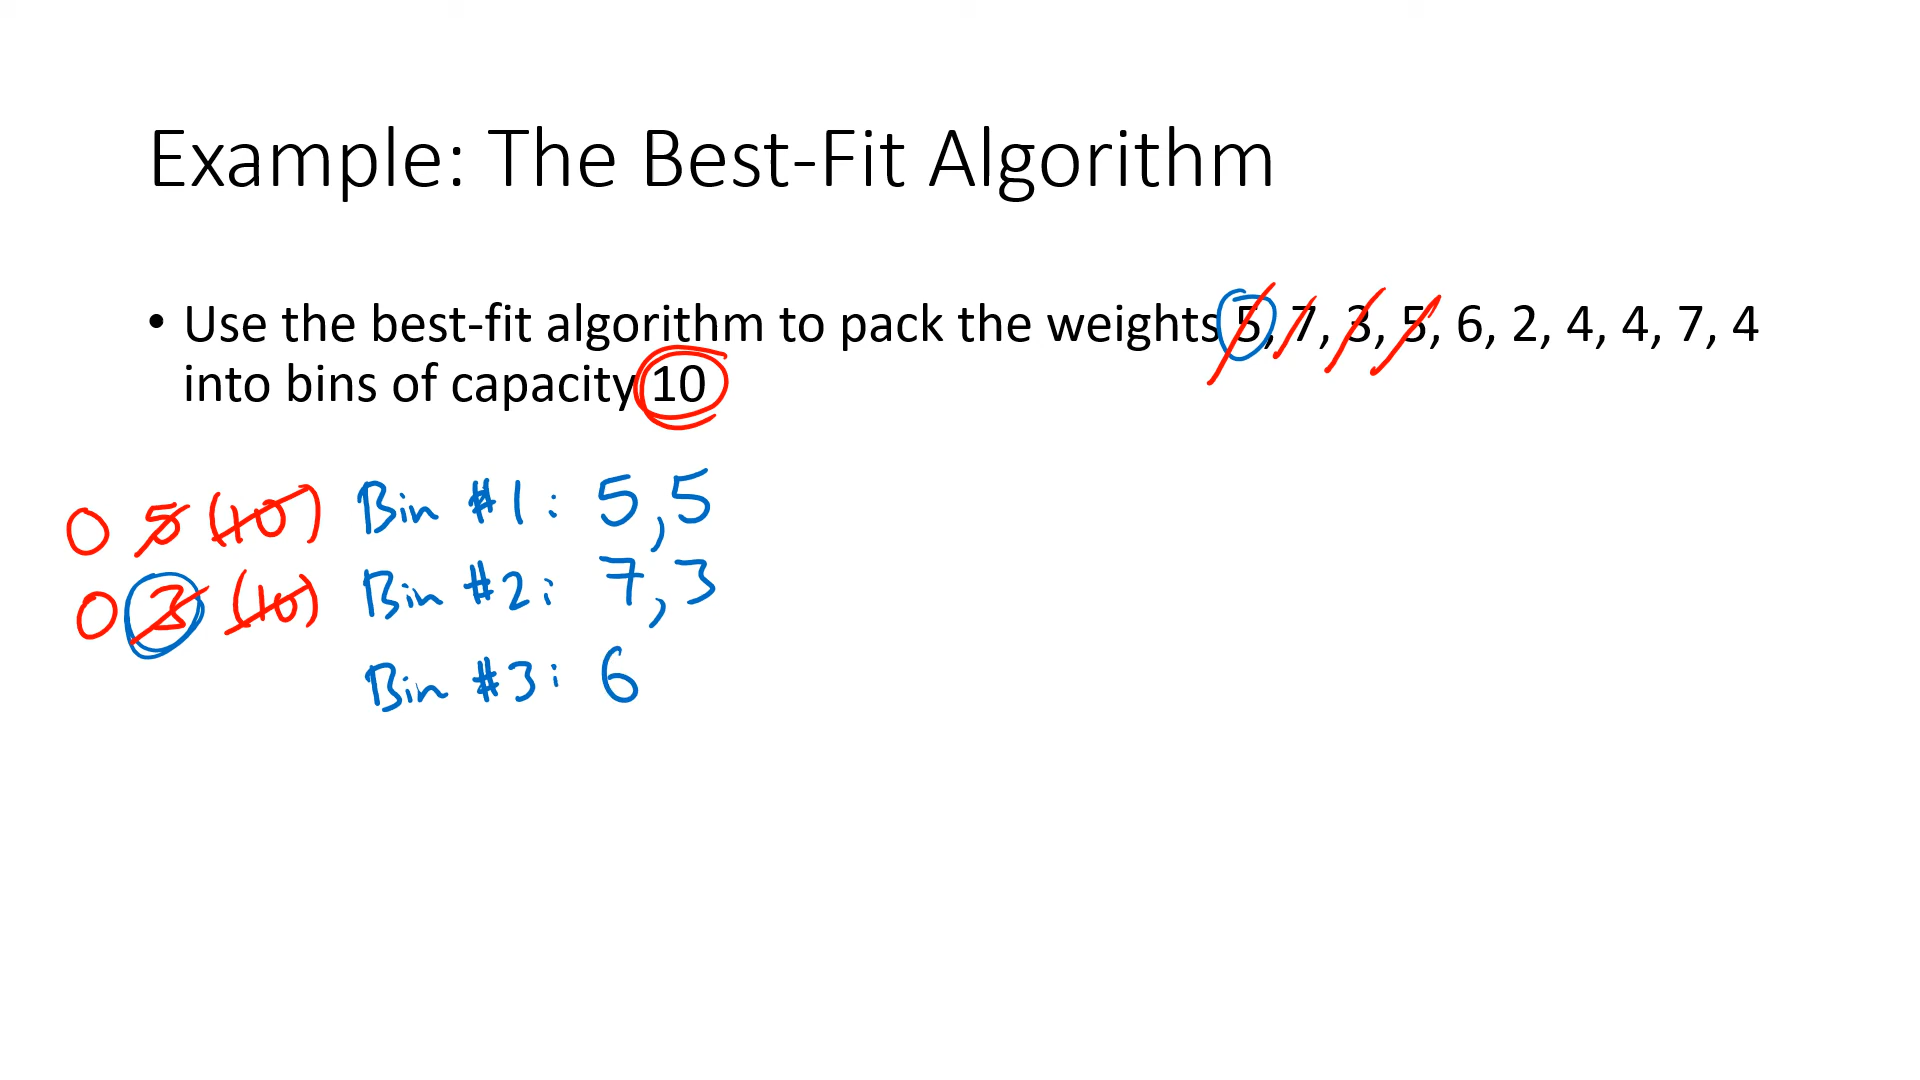 Example: The Best-Fit Algorithm
• Use the best-fit algorithm to pack the weights 5, 7, 3, 5, 6, 2, 4, 4, 7, 4
into bins of capacity 10
0 5 (10) Bin #1: 5,5
0 3 (10) Bin #2: 7,3
Bin #3: 6